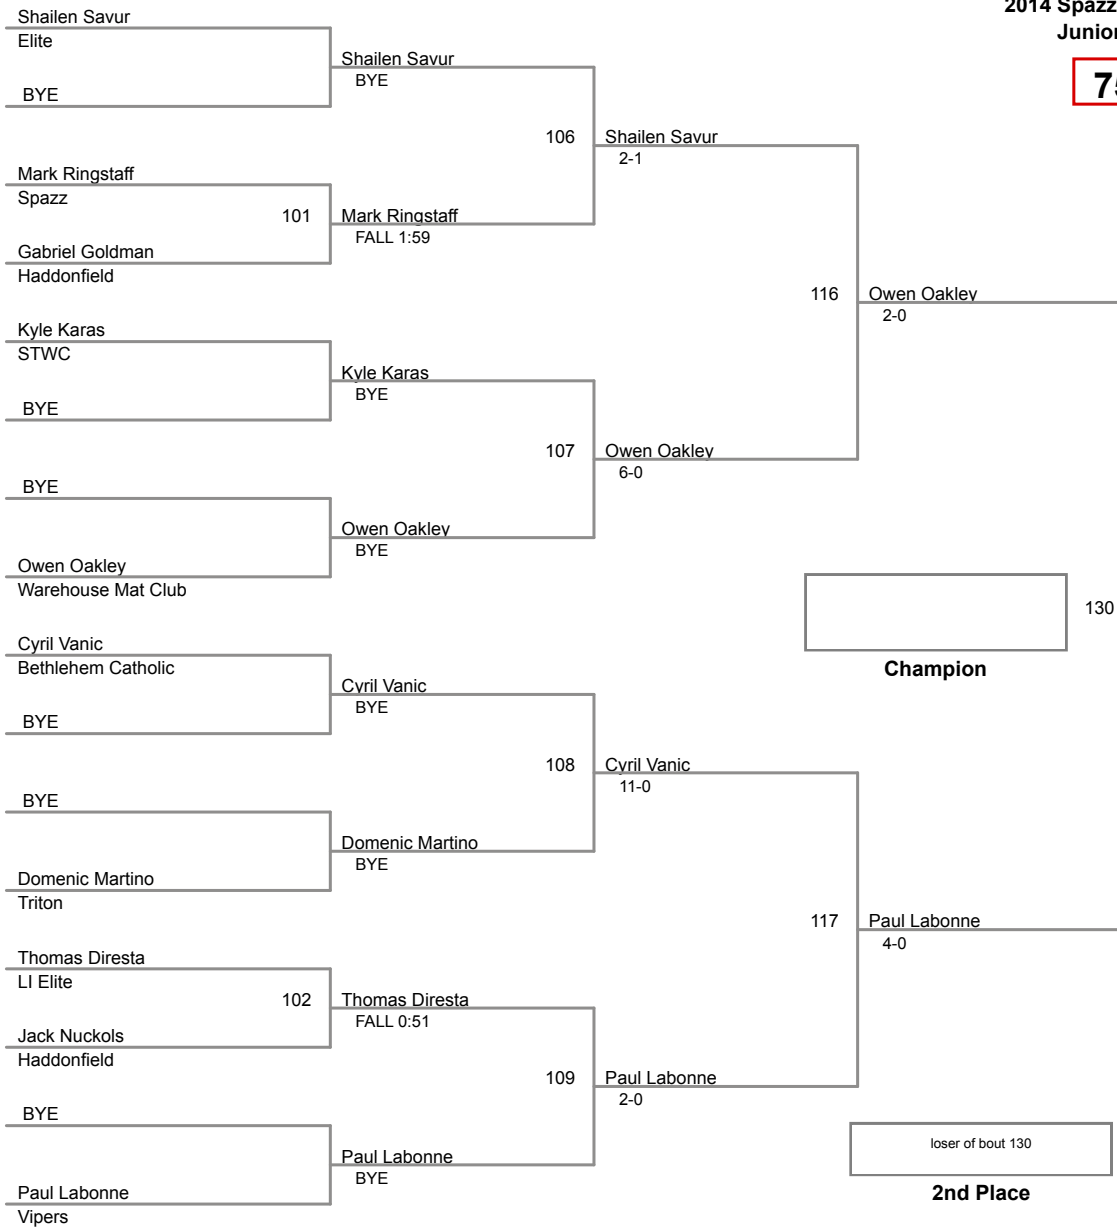 2014 Spazz
Junior
75
Shailen Savur
Elite
BYE
Shailen Savur
BYE
106
Shailen Savur
2-1
Mark Ringstaff
Spazz
101
Mark Ringstaff
FALL 1:59
Gabriel Goldman
Haddonfield
116
Owen Oakley
2-0
Kyle Karas
STWC
BYE
Kyle Karas
BYE
107
Owen Oakley
6-0
BYE
Owen Oakley
BYE
Owen Oakley
Warehouse Mat Club
130
Champion
Cyril Vanic
Bethlehem Catholic
BYE
Cyril Vanic
BYE
108
Cyril Vanic
11-0
BYE
Domenic Martino
BYE
Domenic Martino
Triton
117
Paul Labonne
4-0
Thomas Diresta
LI Elite
102
Thomas Diresta
FALL 0:51
Jack Nuckols
Haddonfield
109
Paul Labonne
2-0
BYE
Paul Labonne
BYE
Paul Labonne
Vipers
loser of bout 130
2nd Place